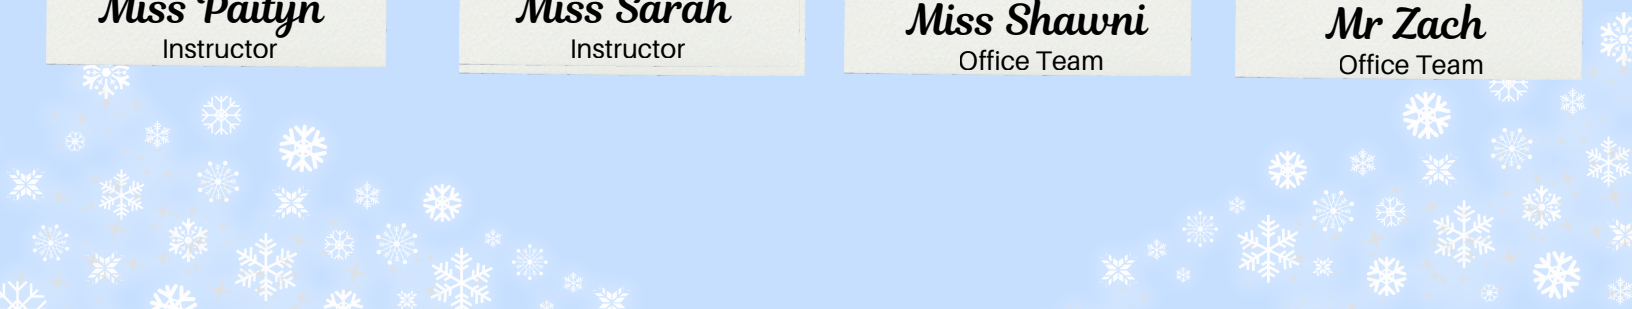 Miss Paityn
Instructor
Miss Sarah
Instructor
Miss Shawni
Office Team
Mr Zach
Office Team